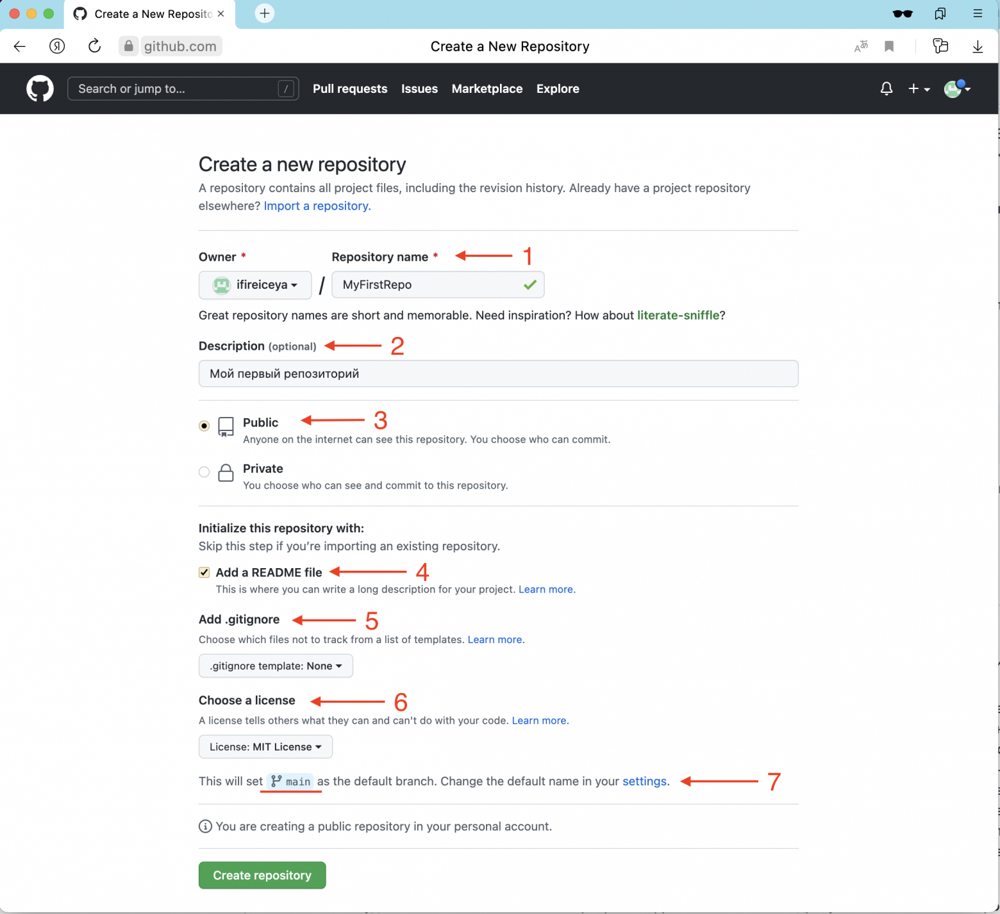 Create a New Reposito
github.com
Create a New Repository
Search or jump to... /
Pull requests Issues Marketplace Explore
Create a new repository
A repository contains all project files, including the revision history. Already have a project repository
elsewhere? Import a repository.
Owner * Repository name * 1
ifireiceya / MyFirstRepo
Great repository names are short and memorable. Need inspiration? How about literate-sniffle?
Description (optional) 2
Мой первый репозиторий
Public 3
Anyone on the internet can see this repository. You choose who can commit.
Private
You choose who can see and commit to this repository.
Initialize this repository with:
Skip this step if you’re importing an existing repository.
Add a README file 4
This is where you can write a long description for your project. Learn more.
Add .gitignore 5
Choose which files not to track from a list of templates. Learn more.
.gitignore template: None
Choose a license 6
A license tells others what they can and can't do with your code. Learn more.
License: MIT License
This will set main as the default branch. Change the default name in your settings. 7
You are creating a public repository in your personal account.
Create repository